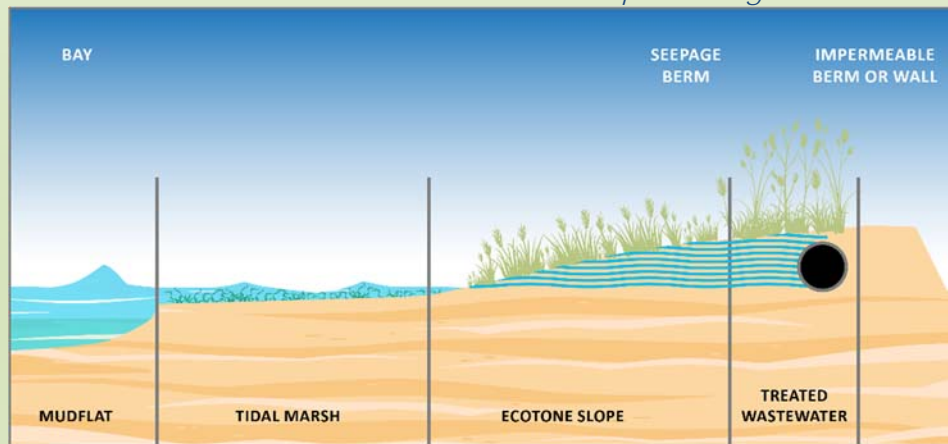 BAY
SEEPAGE
BERM
IMPERMEABLE
BERM OR WALL
MUDFLAT
TIDAL MARSH
ECOTONE SLOPE
TREATED
WASTEWATER